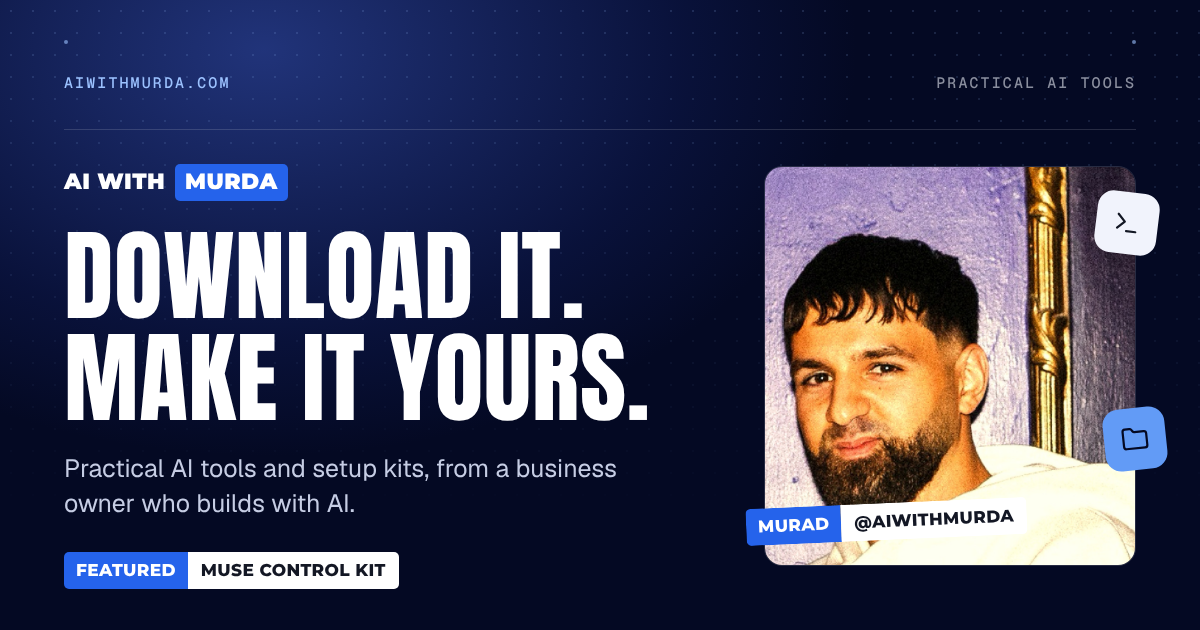 AIWITHMURDA.COM
PRACTICAL AI TOOLS
AI WITH MURDA
DOWNLOAD IT.
MAKE IT YOURS.
Practical AI tools and setup kits, from a business
owner who builds with AI.
FEATURED MUSE CONTROL KIT
MURAD @AIWITHMURDA